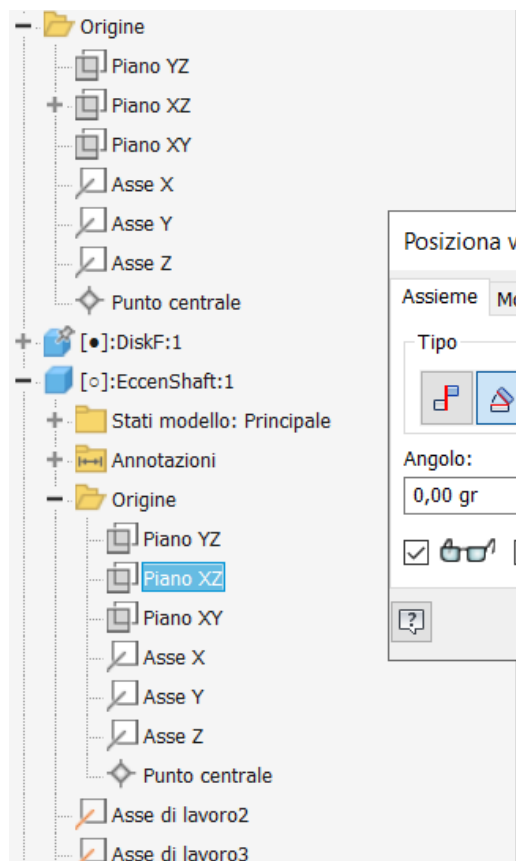 Origine
Piano YZ
Piano XZ
Piano XY
Asse X
Asse Y
Asse Z
Punto centrale
[●]:DiskF:1
[○]:EccenShaft:1
Stati modello: Principale
Annotazioni
Origine
Piano YZ
Piano XZ
Piano XY
Asse X
Asse Y
Asse Z
Punto centrale
Asse di lavoro2
Asse di lavoro3
Posiziona v
Assieme Mo
Tipo
Angolo:
0,00 gr
?